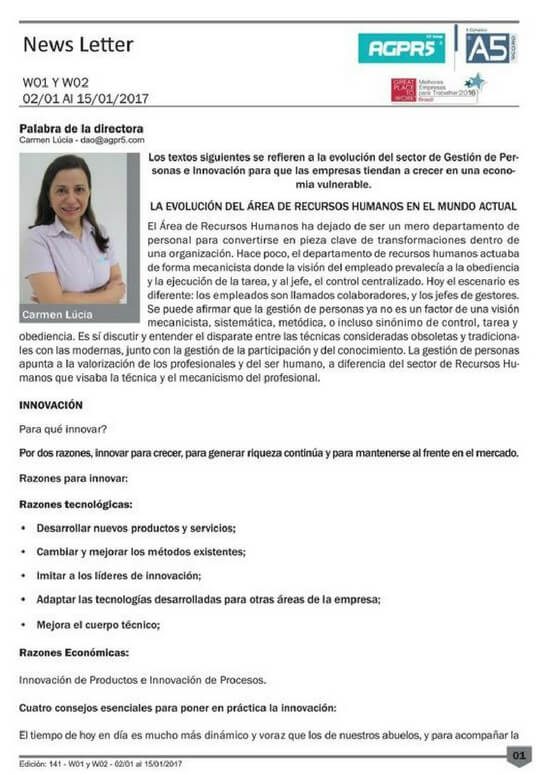 News Letter
AGPR5
A5
W01 Y W02
02/01 Al 15/01/2017
GREAT
PLACE
TO
WORK
Brasil
Melhores
Empresas
para Trabalhar 2016
Palabra de la directora
Carmen Lúcia - dao@agpr5.com
Los textos siguientes se refieren a la evolución del sector de Gestión de Per-
sonas e Innovación para que las empresas tiendan a crecer en una econo-
mia vulnerable.
LA EVOLUCIÓN DEL ÁREA DE RECURSOS HUMANOS EN EL MUNDO ACTUAL
El Área de Recursos Humanos ha dejado de ser un mero departamento de
personal para convertirse en pieza clave de transformaciones dentro de
una organización. Hace poco, el departamento de recursos humanos actuaba
de forma mecanicista donde la visión del empleado prevalecía a la obediencia
y la ejecución de la tarea, y al jefe, el control centralizado. Hoy el escenario es
diferente: los empleados son llamados colaboradores, y los jefes de gestores.
Se puede afirmar que la gestión de personas ya no es un factor de una visión
mecanicista, sistemática, metódica, o incluso sinónimo de control, tarea y
Carmen Lúcia
obediencia. Es sí discutir y entender el disparate entre las técnicas consideradas obsoletas y tradiciona-
les con las modernas, junto con la gestión de la participación y del conocimiento. La gestión de personas
apunta a la valorización de los profesionales y del ser humano, a diferencia del sector de Recursos Hu-
manos que visaba la técnica y el mecanicismo del profesional.
INNOVACIÓN
Para qué innovar?
Por dos razones, innovar para crecer, para generar riqueza continúa y para mantenerse al frente en el mercado.
Razones para innovar:
Razones tecnológicas:
• Desarrollar nuevos productos y servicios;
• Cambiar y mejorar los métodos existentes;
• Imitar a los líderes de innovación;
• Adaptar las tecnologías desarrolladas para otras áreas de la empresa;
• Mejora el cuerpo técnico;
Razones Económicas:
Innovación de Productos e Innovación de Procesos.
Cuatro consejos esenciales para poner en práctica la innovación:
El tiempo de hoy en día es mucho más dinámico y voraz que los de nuestros abuelos, y para acompañar la
01
Edición: 141 - W01 y W02 - 02/01 al 15/01/2017